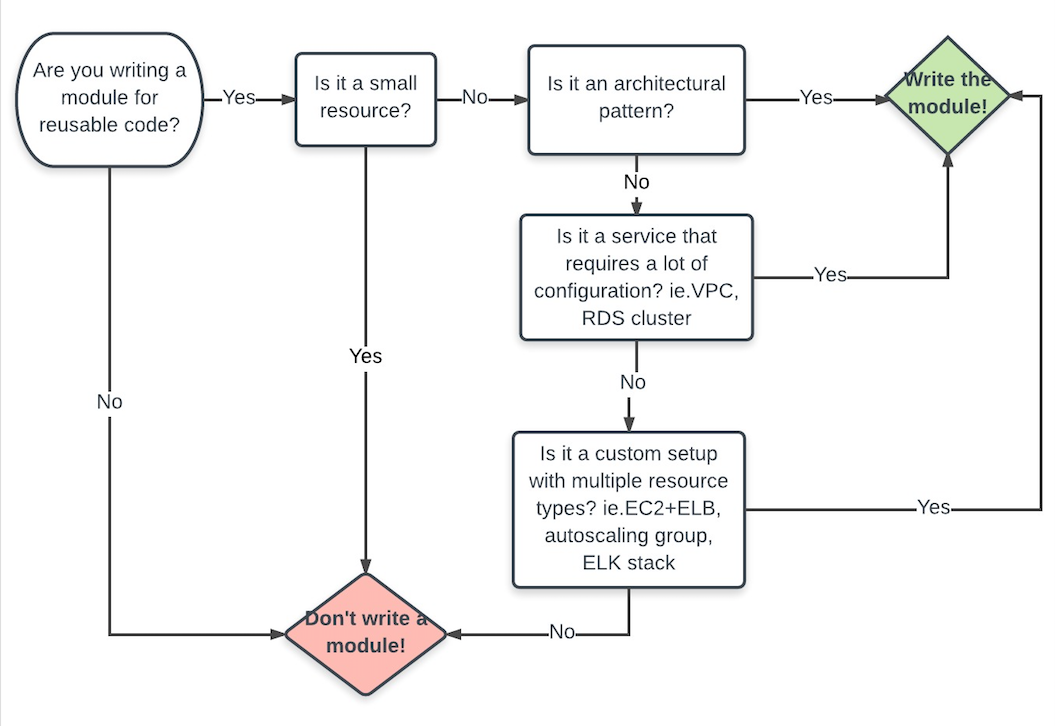 Are you writing a
module for
reusable code?
Yes
Is it a small
resource?
No
Is it an architectural
pattern?
Yes
Write the
module!
No
Is it a service that
requires a lot of
configuration? ie.VPC,
RDS cluster
Yes
Yes
No
No
Is it a custom setup
with multiple resource
types? ie.EC2+ELB,
autoscaling group,
ELK stack
Yes
Don't write a
module!
No